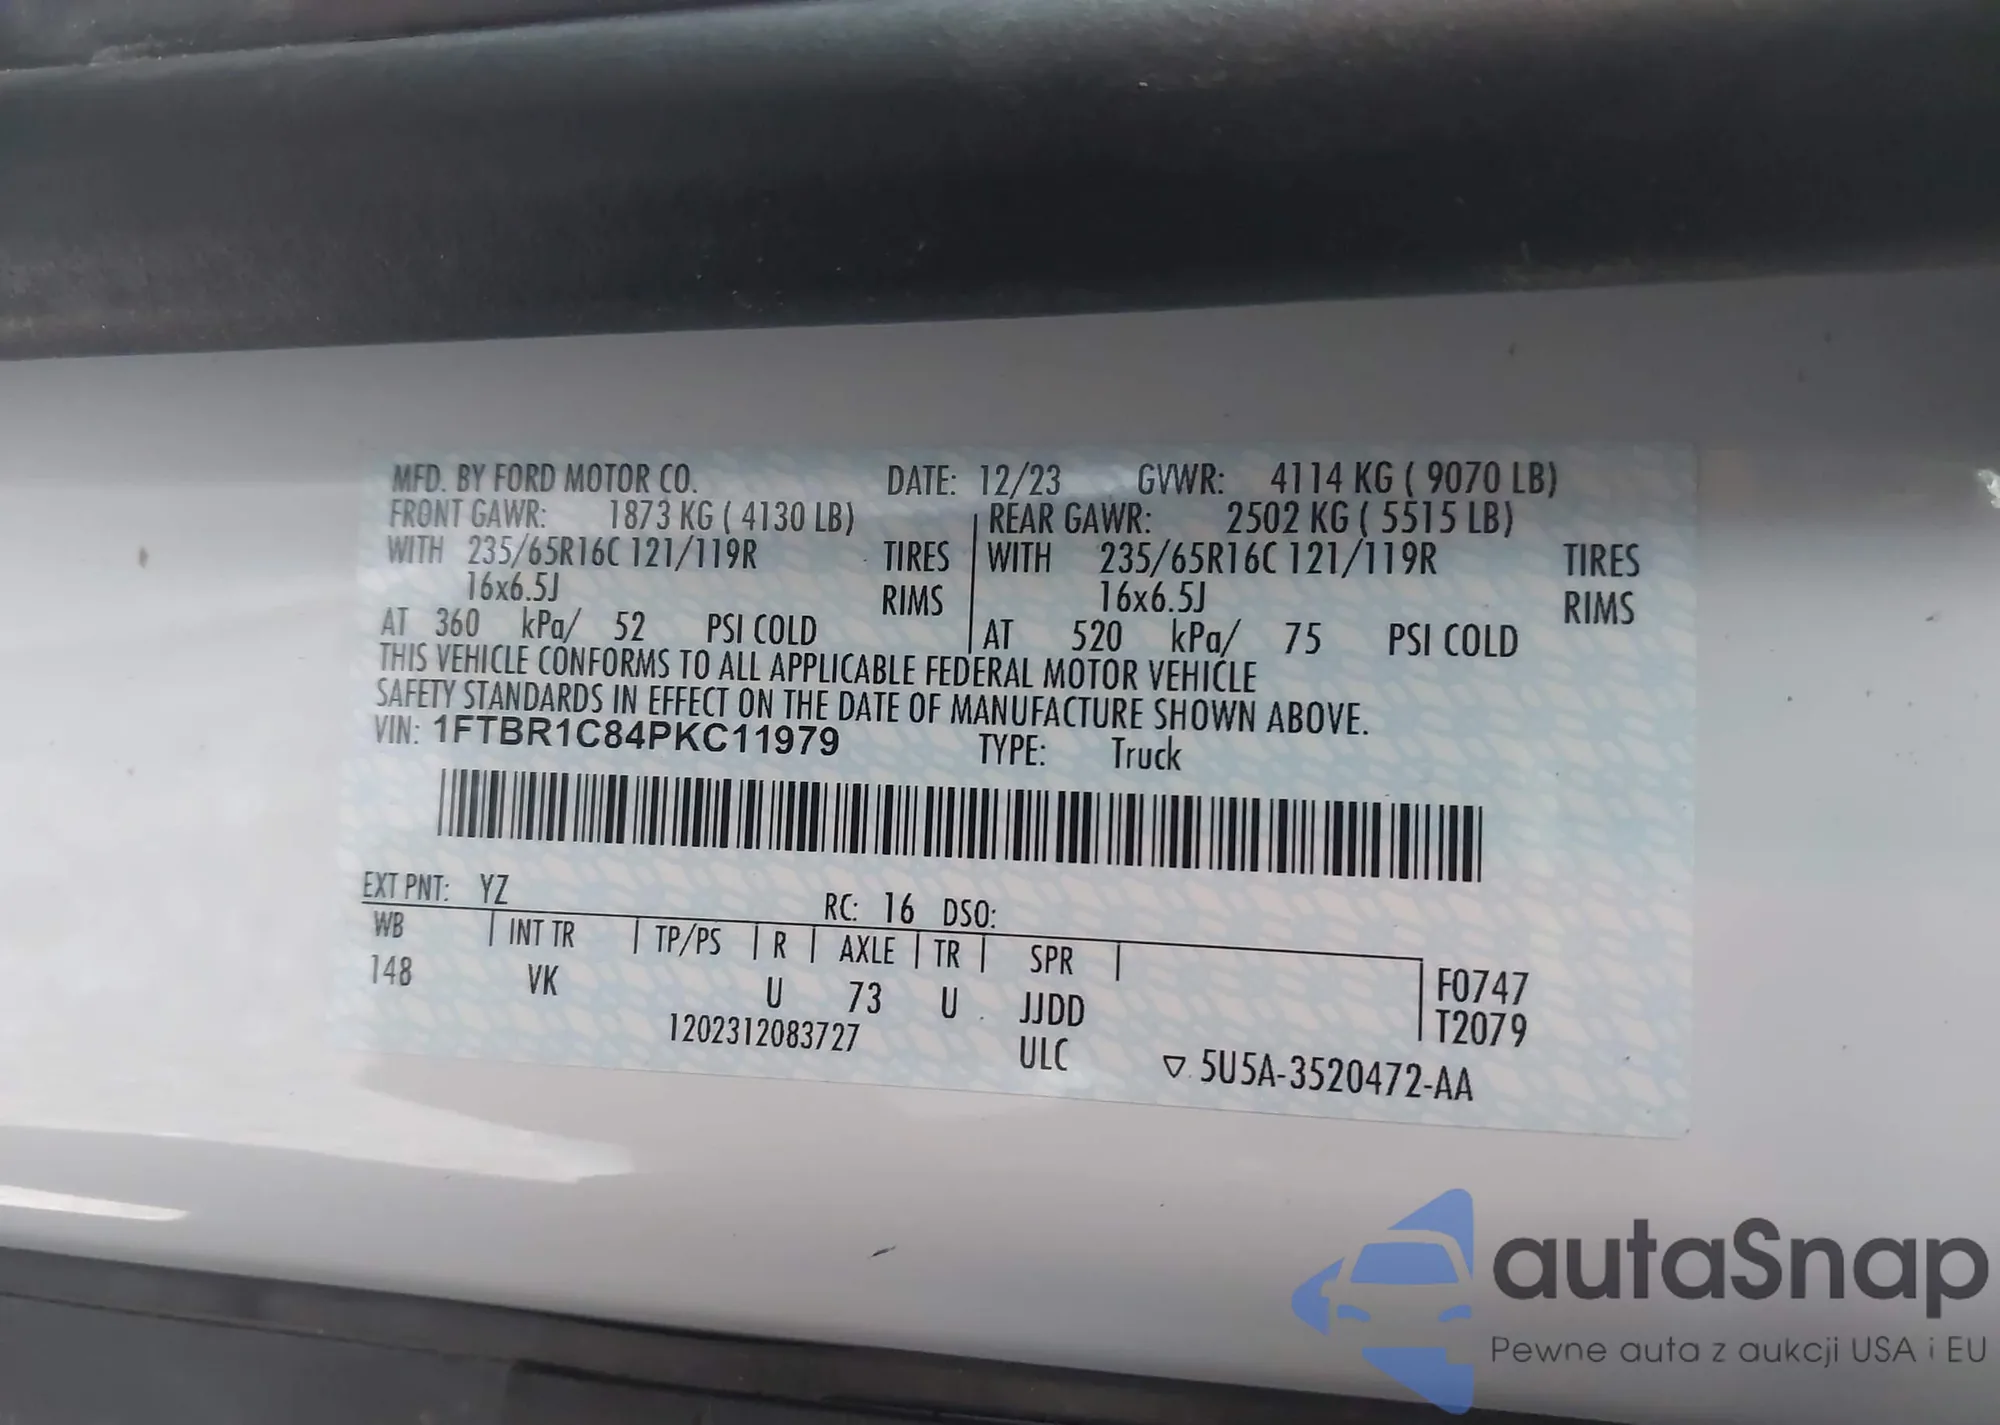 MFD. BY FORD MOTOR CO. DATE: 12/23 GVWR: 4114 KG ( 9070 LB)
FRONT GAWR: 1873 KG ( 4130 LB) REAR GAWR: 2502 KG ( 5515 LB)
WITH 235/65R16C 121/119R TIRES WITH 235/65R16C 121/119R TIRES
16x6.5J RIMS 16x6.5J RIMS
AT 360 kPa/ 52 PSI COLD AT 520 kPa/ 75 PSI COLD
THIS VEHICLE CONFORMS TO ALL APPLICABLE FEDERAL MOTOR VEHICLE
SAFETY STANDARDS IN EFFECT ON THE DATE OF MANUFACTURE SHOWN ABOVE.
VIN: 1FTBR1C84PKC11979 TYPE: Truck
EXT PNT: YZ RC: 16 DSO:
WB INT TR TP/PS R AXLE TR SPR
148 VK U 73 U JJDD F0747
T2079
1202312083727 ULC ▽ 5U5A-3520472-AA
autaSnap
Pewne auta z aukcji USA i EU